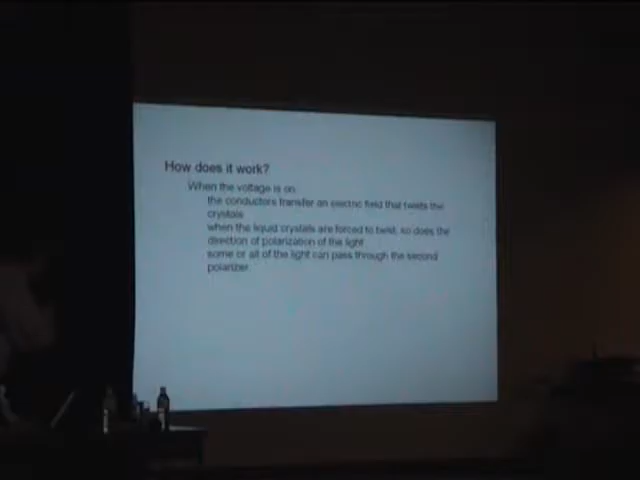 How does it work?
When the voltage is on:
the conductors transfer an electric field that twists the
crystals
when the liquid crystals are forced to twist, so does the
direction of polarization of the light
some or all of the light can pass through the second
polarizer